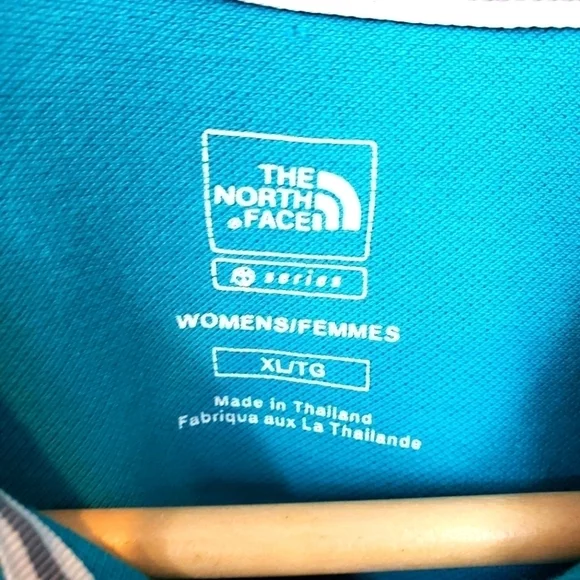 THE
NORTH
FACE
series
WOMENS/FEMMES
XL/TG
Made in Thailand
Fabriqua aux La Thailande